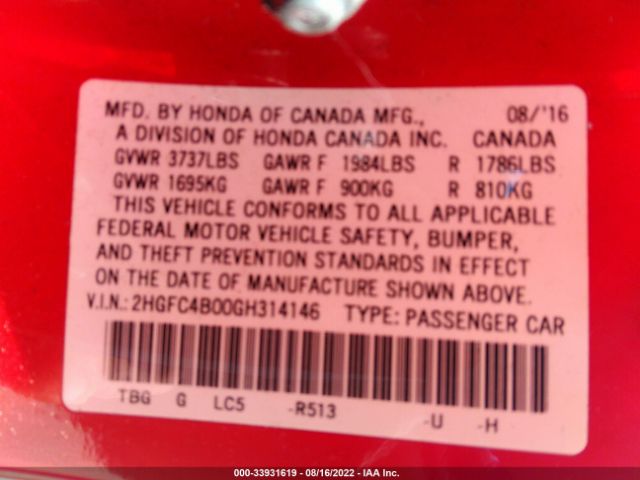 MFD. BY HONDA OF CANADA MFG., 08/'16
A DIVISION OF HONDA CANADA INC. CANADA
GVWR 3737LBS GAWR F 1984LBS R 1786LBS
GVWR 1695KG GAWR F 900KG R 810KG
THIS VEHICLE CONFORMS TO ALL APPLICABLE
FEDERAL MOTOR VEHICLE SAFETY, BUMPER,
AND THEFT PREVENTION STANDARDS IN EFFECT
ON THE DATE OF MANUFACTURE SHOWN ABOVE.
V.I.N.: 2HGFC4B00GH314146 TYPE: PASSENGER CAR
TBG G LC5 -R513 -U -H
000-33931619 - 08/16/2022 - IAA Inc.